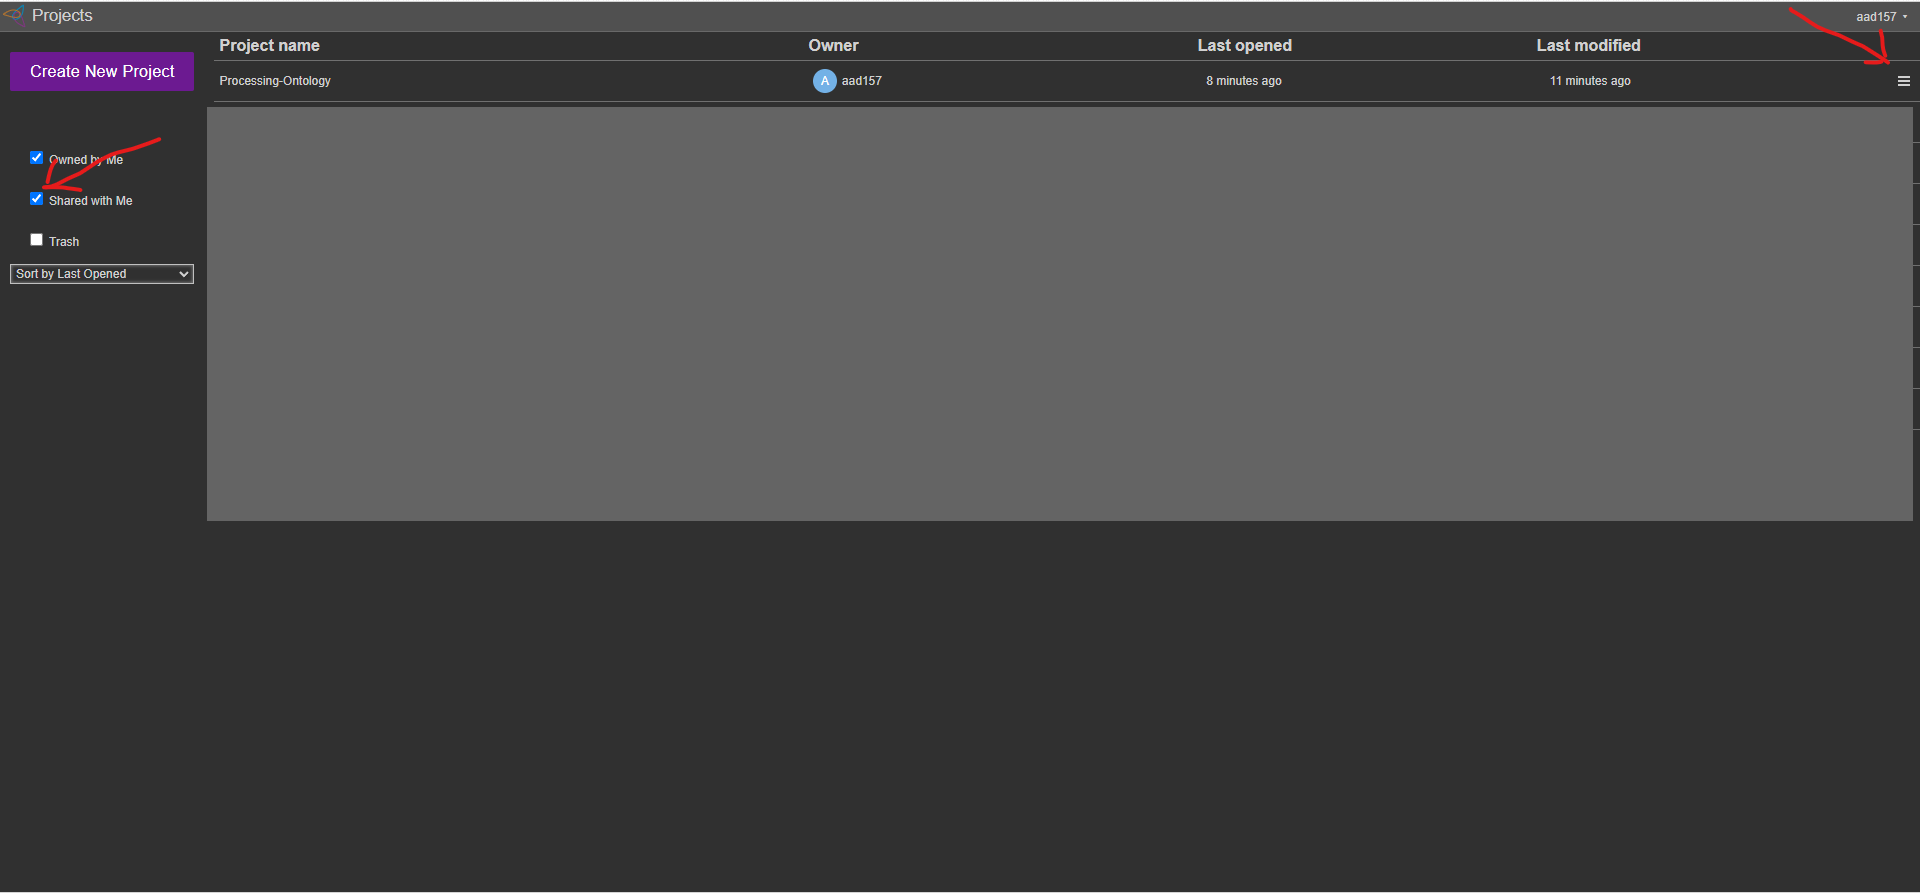 Projects
aad157
Create New Project
Project name Owner Last opened Last modified
Processing-Ontology A aad157 8 minutes ago 11 minutes ago
Owned by Me
Shared with Me
Trash
Sort by Last Opened